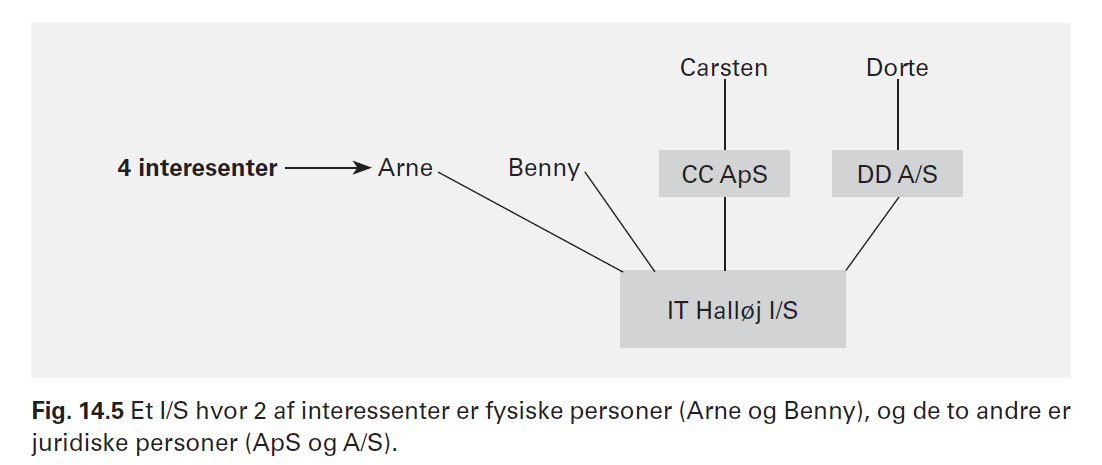 Carsten Dorte
4 interesenter Arne Benny CC ApS DD A/S
IT Halløj I/S
Fig. 14.5 Et I/S hvor 2 af interessenter er fysiske personer (Arne og Benny), og de to andre er
juridiske personer (ApS og A/S).